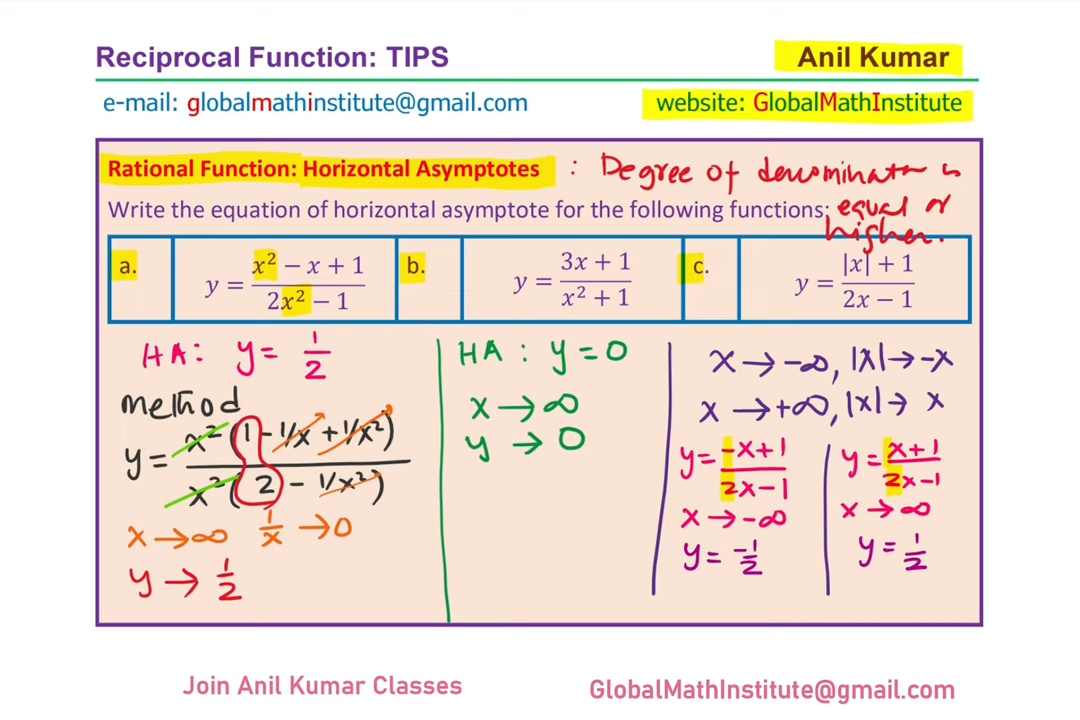 Reciprocal Function: TIPS
Anil Kumar
e-mail: globalmathinstitute@gmail.com
website: GlobalMathInstitute
Rational Function: Horizontal Asymptotes : Degree of denominator is
Write the equation of horizontal asymptote for the following functions: equal or
higher.
a. y = (x² − x + 1)/(2x² − 1) b. y = (3x + 1)/(x² + 1) c. y = (|x| + 1)/(2x − 1)
HA: y = 1/2
method
y = x²(1 − 1/x + 1/x²)/x²(2 − 1/x²)
x → ∞ 1/x → 0
y → 1/2
HA : y = 0
x → ∞
y → 0
x → −∞, |x| → −x
x → +∞, |x| → x
y = (−x+1)/(2x−1)
x → −∞
y = −1/2
y = (x+1)/(2x−1)
x → ∞
y = 1/2
Join Anil Kumar Classes
GlobalMathInstitute@gmail.com